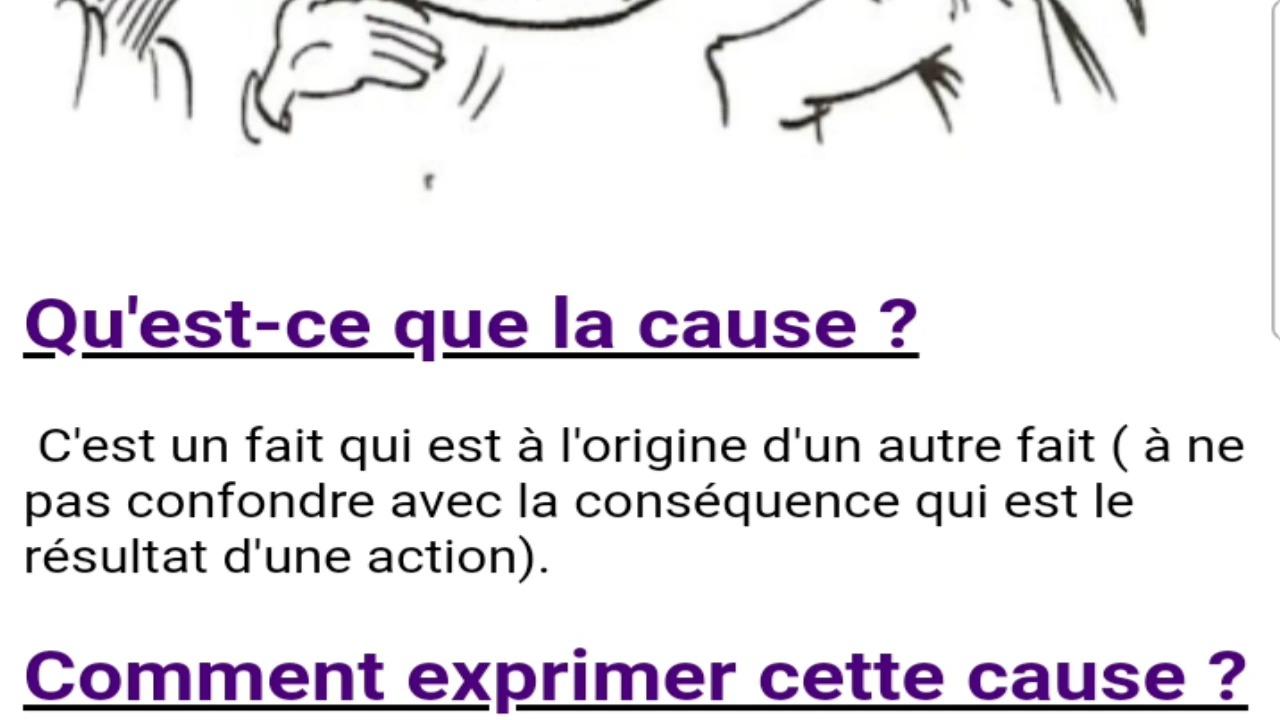 Qu'est-ce que la cause ?
C'est un fait qui est à l'origine d'un autre fait ( à ne
pas confondre avec la conséquence qui est le
résultat d'une action).
Comment exprimer cette cause ?